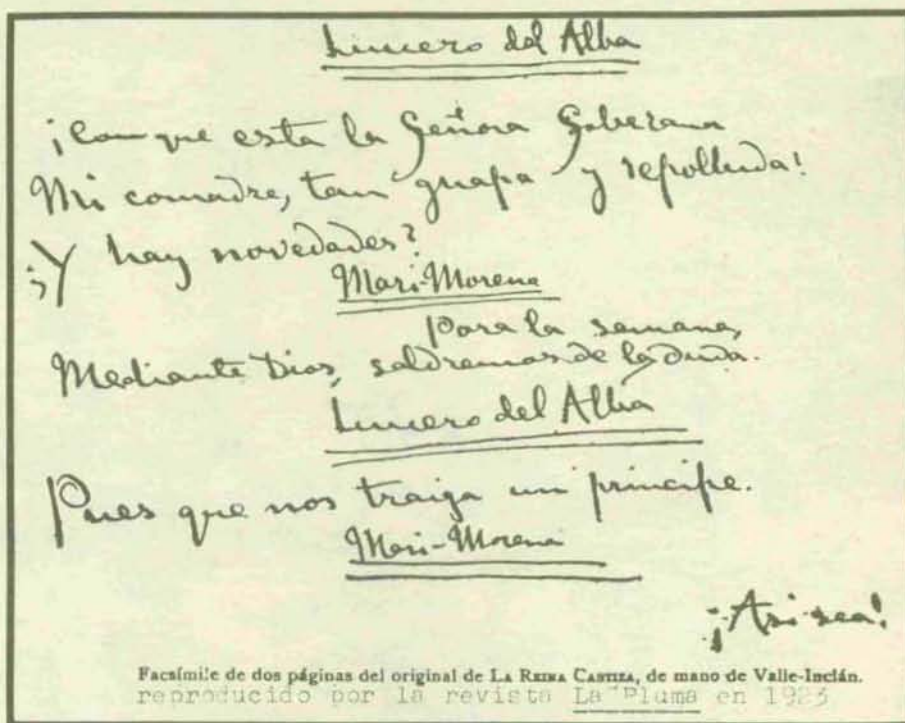 Lucero del Alba
¡Con que esta la Señora Soberana
Mi comadre, tan guapa y repolluda!
¿Y hay novedades?
Mari-Morena
Para la semana,
Mediante Dios, saldremos de la duda.
Lucero del Alba
Pues que nos traiga un principe.
Mari-Morena
¡Asi sea!
Facsímile de dos páginas del original de LA REINA CASTIZA, de mano de Valle-Inclán.
reproducido por la revista La Pluma en 1923